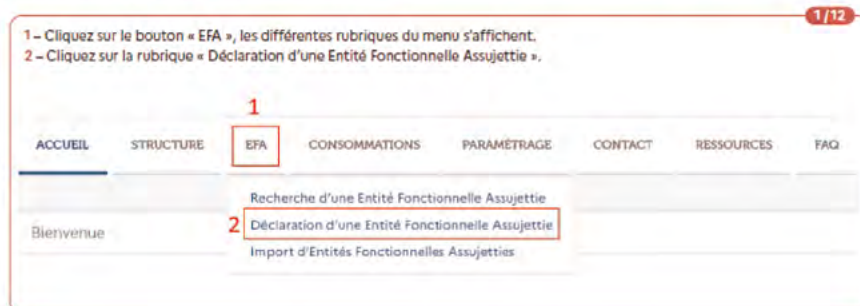 1/12
1 – Cliquez sur le bouton « EFA », les différentes rubriques du menu s'affichent.
2 – Cliquez sur la rubrique « Déclaration d'une Entité Fonctionnelle Assujettie ».
1
ACCUEIL STRUCTURE EFA CONSOMMATIONS PARAMÉTRAGE CONTACT RESSOURCES FAQ
Recherche d'une Entité Fonctionnelle Assujettie
2 Déclaration d'une Entité Fonctionnelle Assujettie
Bienvenue
Import d'Entités Fonctionnelles Assujetties